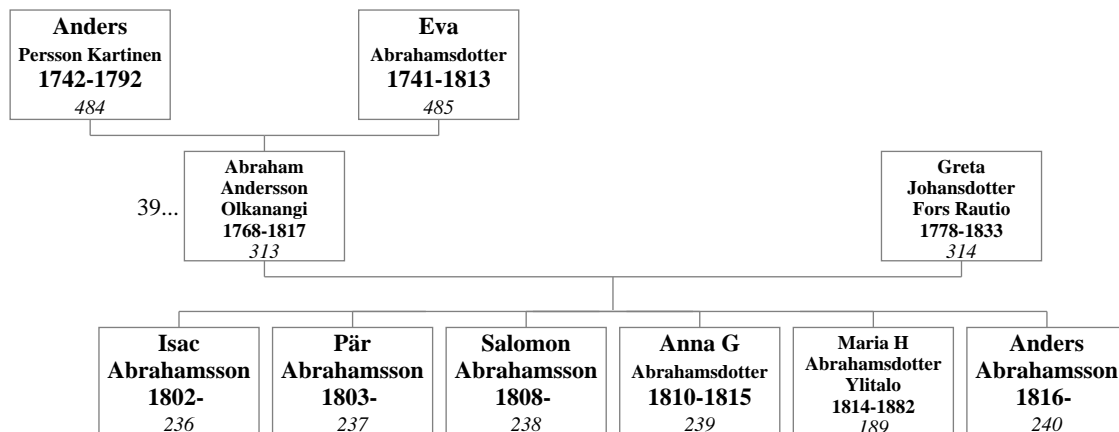 Anders
Persson Kartinen
1742-1792
484
Eva
Abrahamsdotter
1741-1813
485
39...
Abraham
Andersson
Olkanangi
1768-1817
313
Greta
Johansdotter
Fors Rautio
1778-1833
314
Isac
Abrahamsson
1802-
236
Pär
Abrahamsson
1803-
237
Salomon
Abrahamsson
1808-
238
Anna G
Abrahamsdotter
1810-1815
239
Maria H
Abrahamsdotter
Ylitalo
1814-1882
189
Anders
Abrahamsson
1816-
240